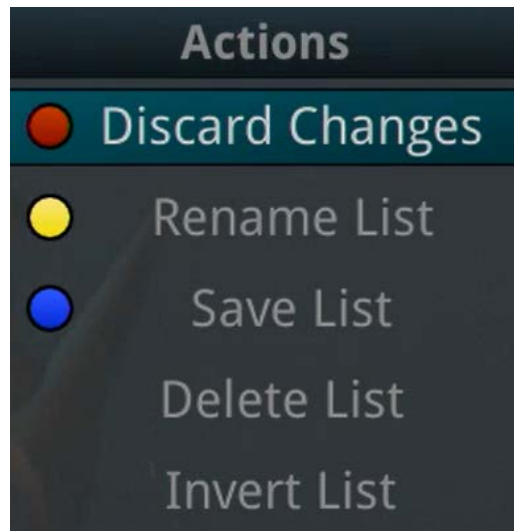 Actions
Discard Changes
Rename List
Save List
Delete List
Invert List